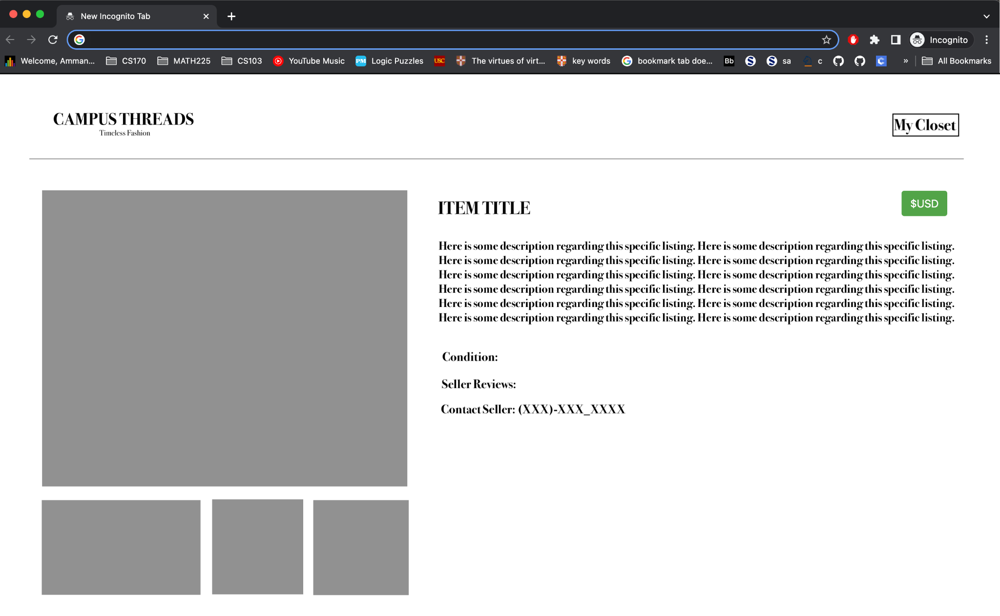 New Incognito Tab
Incognito
Welcome, Amman... CS170 MATH225 CS103 YouTube Music PM Logic Puzzles USC The virtues of virt... key words bookmark tab doe... Bb S S sa c C » All Bookmarks
CAMPUS THREADS
Timeless Fashion
My Closet
ITEM TITLE
$USD
Here is some description regarding this specific listing. Here is some description regarding this specific listing.
Here is some description regarding this specific listing. Here is some description regarding this specific listing.
Here is some description regarding this specific listing. Here is some description regarding this specific listing.
Here is some description regarding this specific listing. Here is some description regarding this specific listing.
Here is some description regarding this specific listing. Here is some description regarding this specific listing.
Here is some description regarding this specific listing. Here is some description regarding this specific listing.
Condition:
Seller Reviews:
Contact Seller: (XXX)-XXX_XXXX